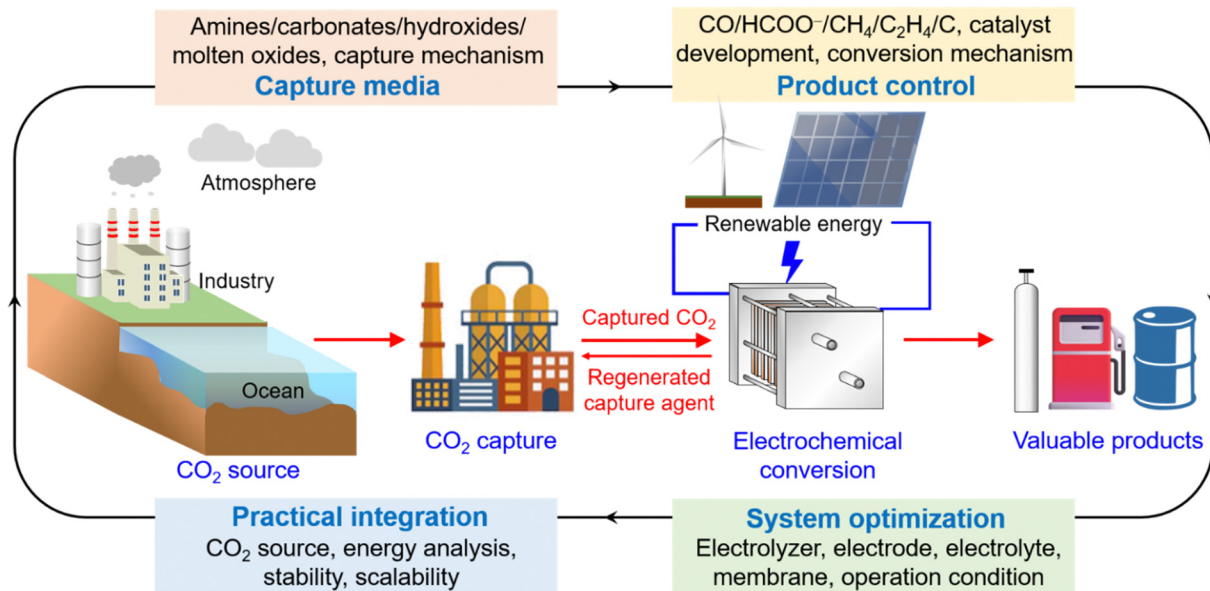 Amines/carbonates/hydroxides/
molten oxides, capture mechanism
Capture media
CO/HCOO⁻/CH₄/C₂H₄/C, catalyst
development, conversion mechanism
Product control
Atmosphere
Industry
Ocean
CO₂ source
CO₂ capture
Captured CO₂
Regenerated
capture agent
Renewable energy
Electrochemical
conversion
Valuable products
Practical integration
CO₂ source, energy analysis,
stability, scalability
System optimization
Electrolyzer, electrode, electrolyte,
membrane, operation condition